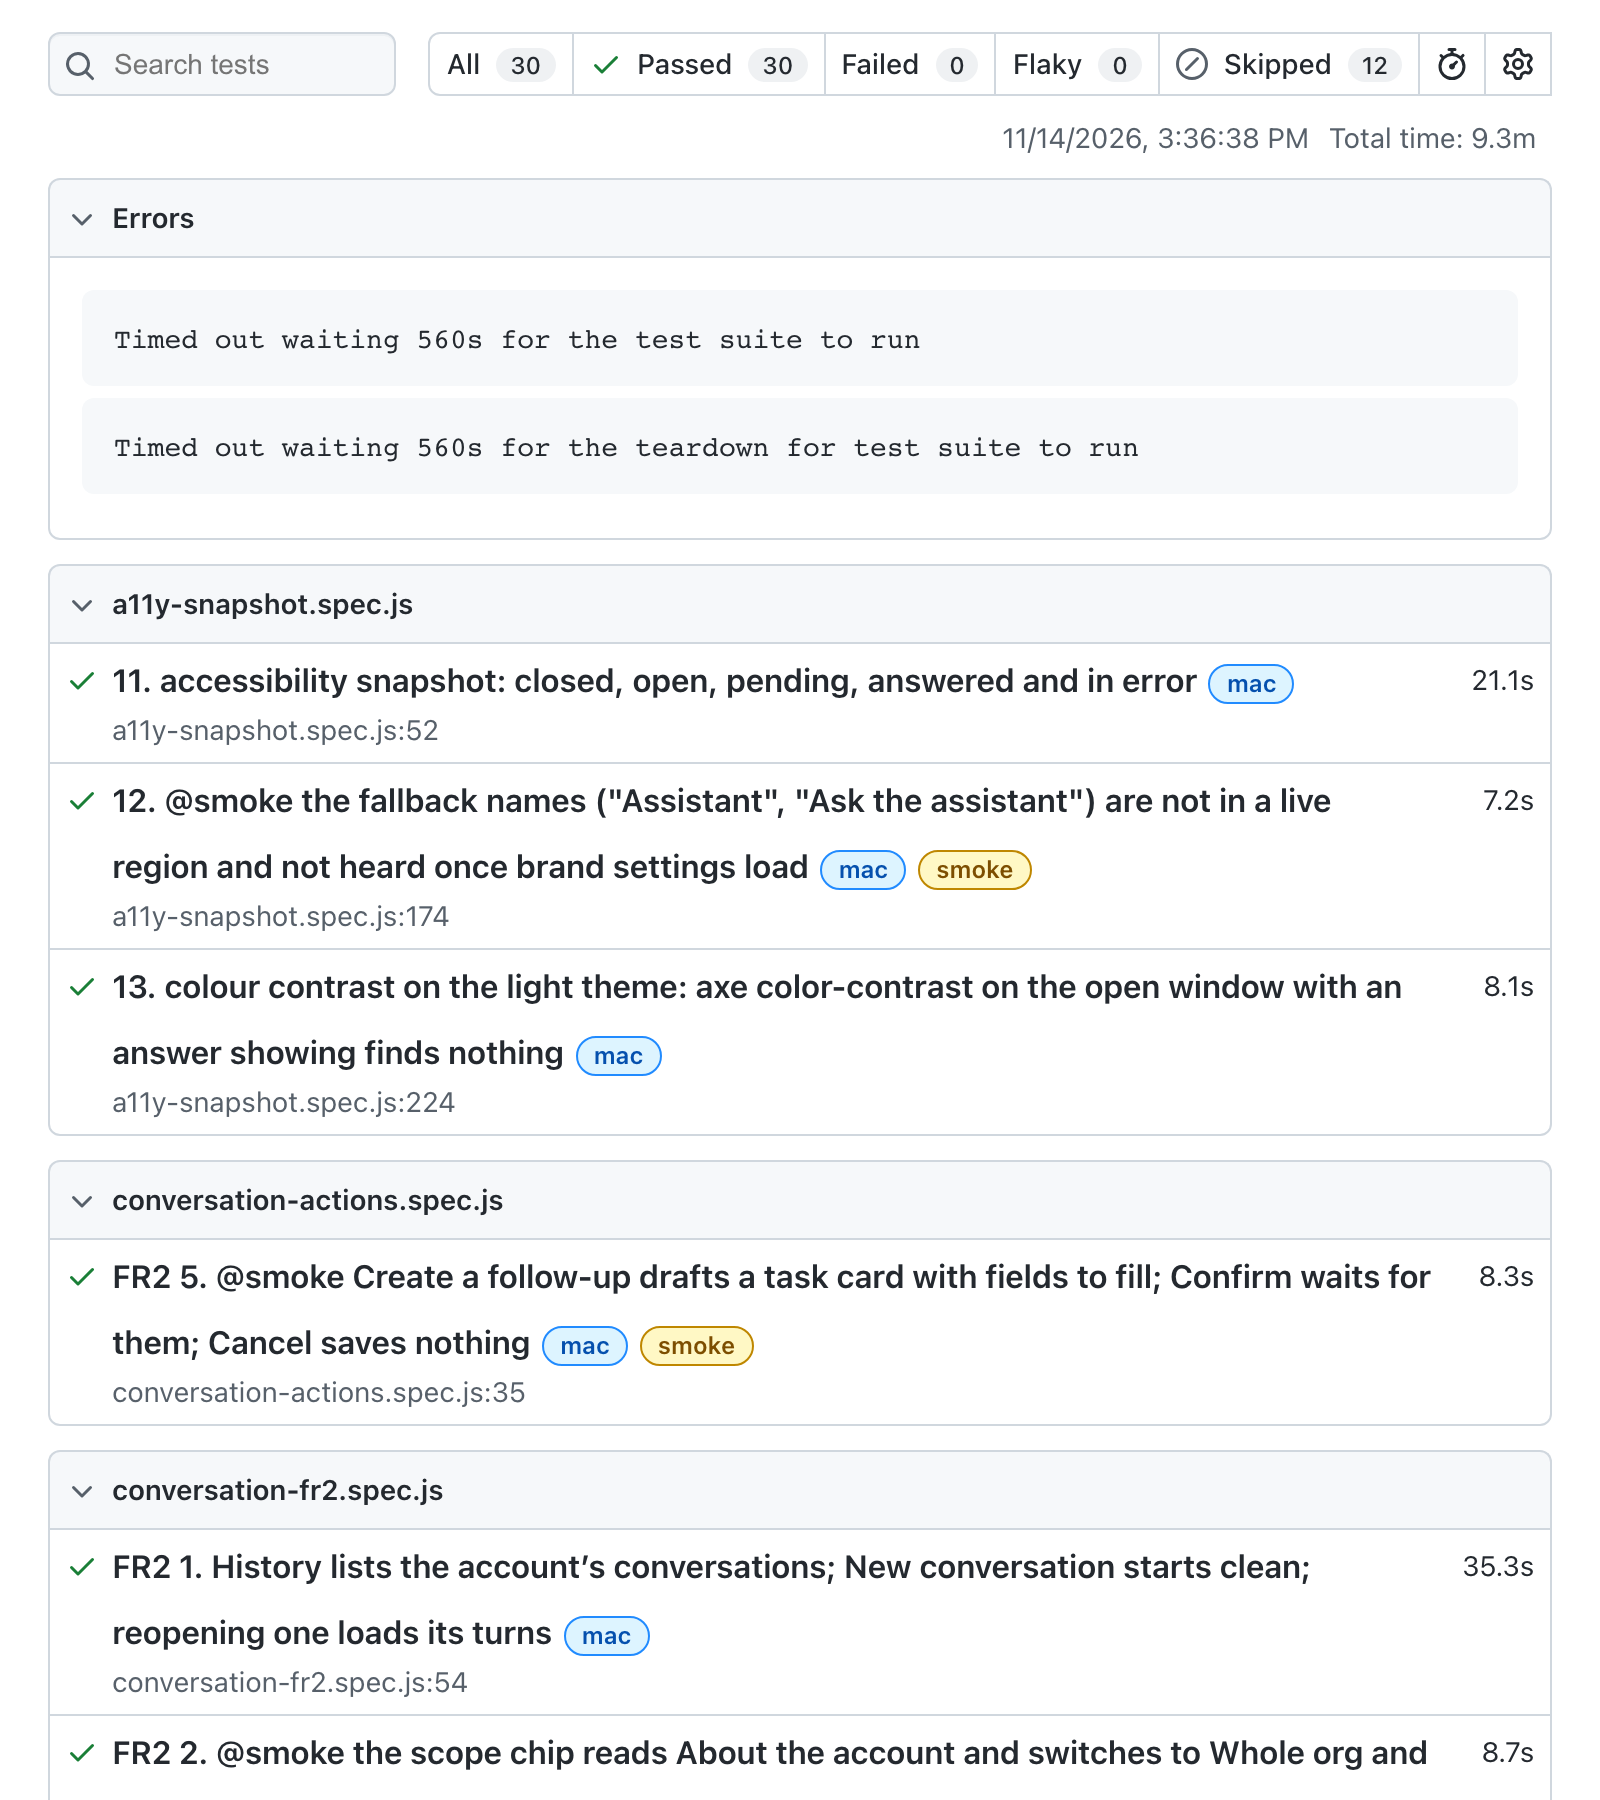 Search tests
All 30
Passed 30
Failed 0
Flaky 0
Skipped 12
11/14/2026, 3:36:38 PM Total time: 9.3m
Errors
Timed out waiting 560s for the test suite to run
Timed out waiting 560s for the teardown for test suite to run
a11y-snapshot.spec.js
11. accessibility snapshot: closed, open, pending, answered and in error mac 21.1s
a11y-snapshot.spec.js:52
12. @smoke the fallback names ("Assistant", "Ask the assistant") are not in a live 7.2s
region and not heard once brand settings load mac smoke
a11y-snapshot.spec.js:174
13. colour contrast on the light theme: axe color-contrast on the open window with an 8.1s
answer showing finds nothing mac
a11y-snapshot.spec.js:224
conversation-actions.spec.js
FR2 5. @smoke Create a follow-up drafts a task card with fields to fill; Confirm waits for 8.3s
them; Cancel saves nothing mac smoke
conversation-actions.spec.js:35
conversation-fr2.spec.js
FR2 1. History lists the account’s conversations; New conversation starts clean; 35.3s
reopening one loads its turns mac
conversation-fr2.spec.js:54
FR2 2. @smoke the scope chip reads About the account and switches to Whole org and 8.7s